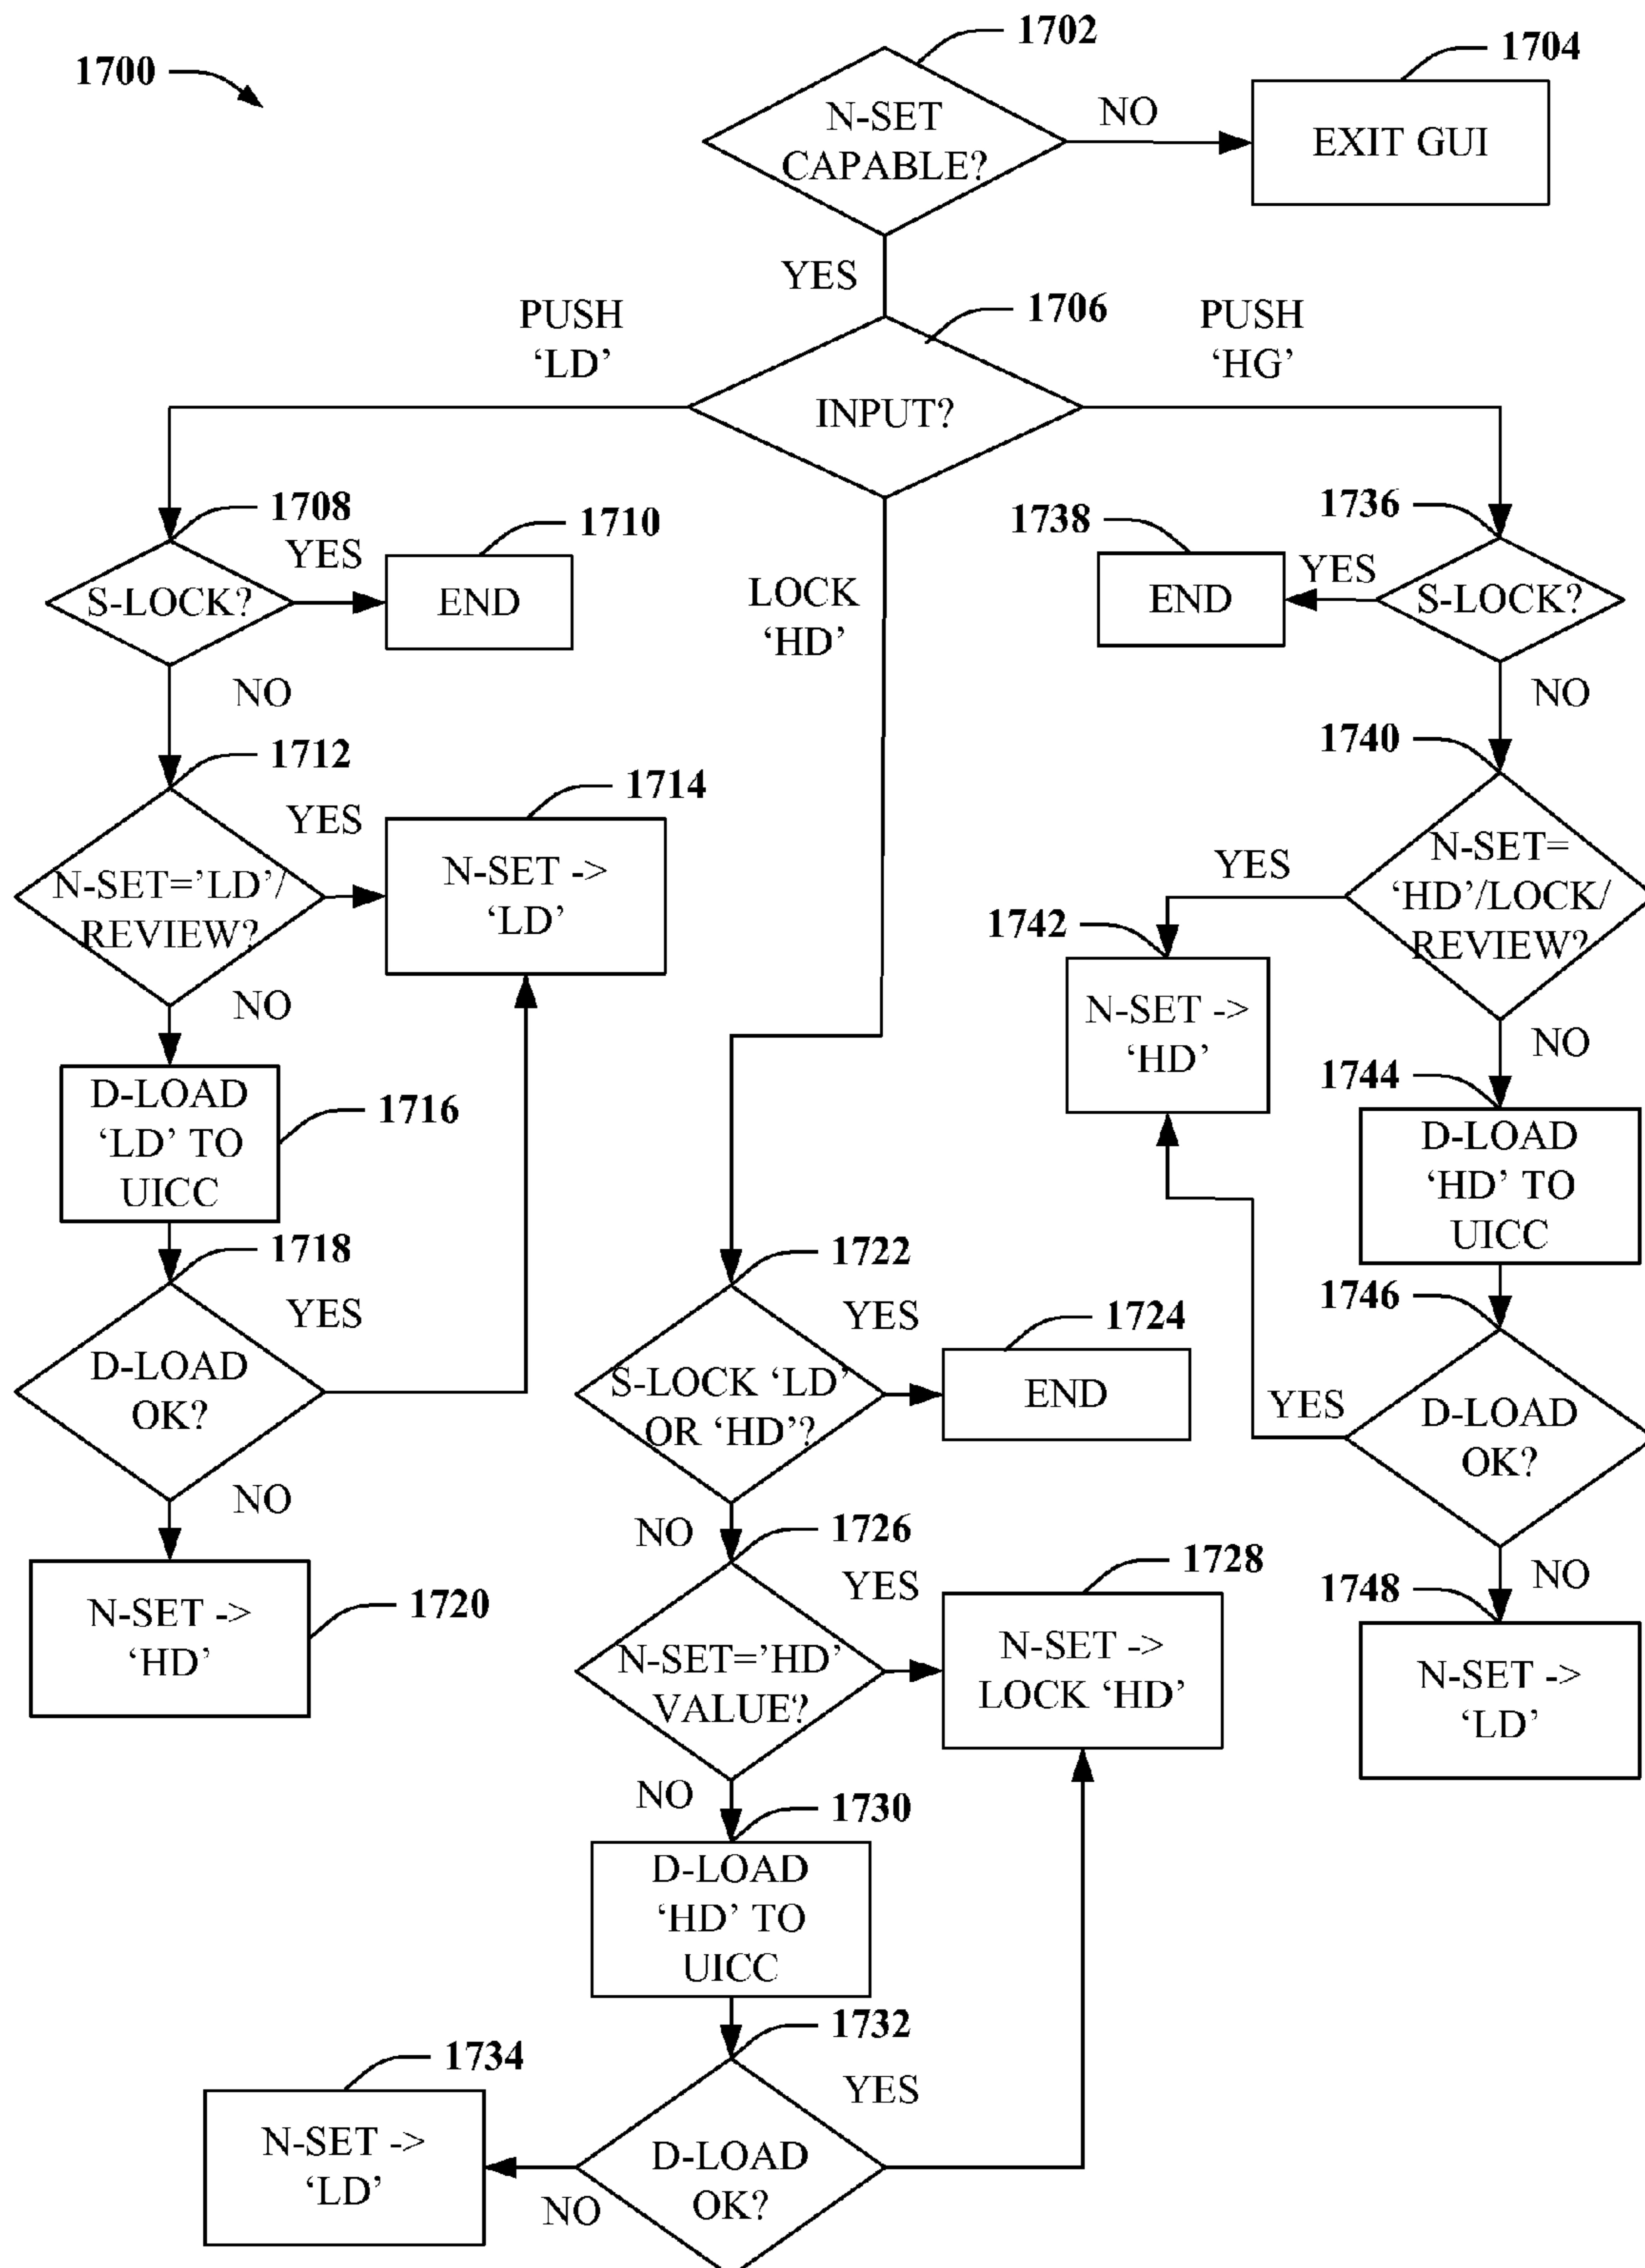 1700
1702
1704
N-SET
CAPABLE?
NO
EXIT GUI
YES
1706
PUSH
‘LD’
PUSH
‘HG’
INPUT?
LOCK
‘HD’
1708
YES
1710
S-LOCK?
END
NO
1712
YES
1714
N-SET=’LD’/
REVIEW?
N-SET ->
‘LD’
NO
D-LOAD
‘LD’ TO
UICC
1716
1718
YES
D-LOAD
OK?
NO
N-SET ->
‘HD’
1720
1722
YES
1724
S-LOCK ‘LD’
OR ‘HD’?
END
NO
1726
YES
1728
N-SET=’HD’
VALUE?
N-SET ->
LOCK ‘HD’
NO
1730
D-LOAD
‘HD’ TO
UICC
1732
YES
1734
N-SET ->
‘LD’
NO
D-LOAD
OK?
1736
1738
YES
END
S-LOCK?
NO
1740
YES
N-SET=
‘HD’/LOCK/
REVIEW?
1742
N-SET ->
‘HD’
NO
1744
D-LOAD
‘HD’ TO
UICC
1746
YES
D-LOAD
OK?
NO
1748
N-SET ->
‘LD’